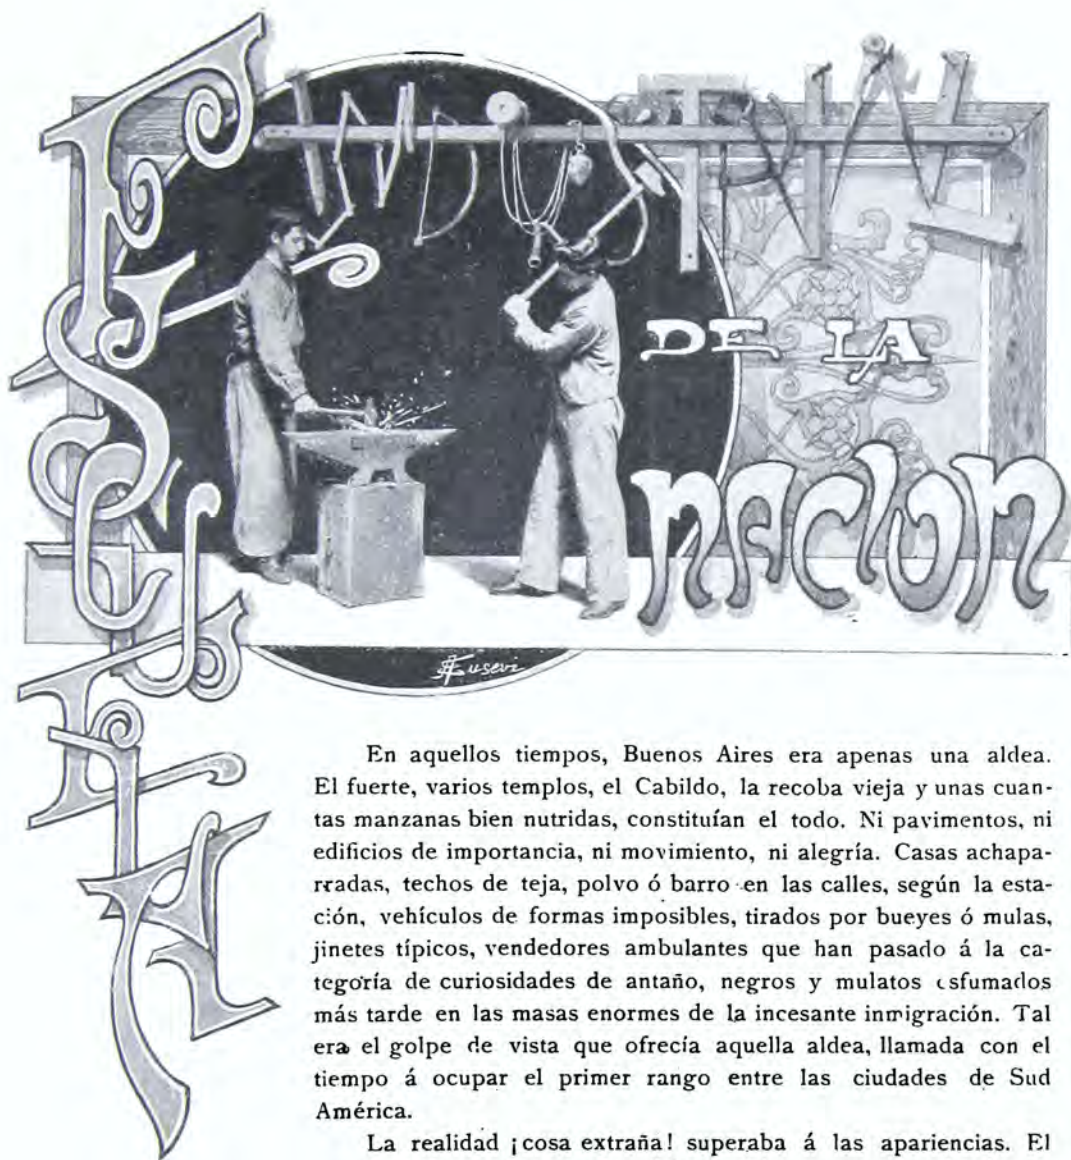 ESCUELA
INDUSTRIAL
DE LA
NACION
En aquellos tiempos, Buenos Aires era apenas una aldea.
El fuerte, varios templos, el Cabildo, la recoba vieja y unas cuan-
tas manzanas bien nutridas, constituían el todo. Ni pavimentos, ni
edificios de importancia, ni movimiento, ni alegría. Casas achapa-
rradas, techos de teja, polvo ó barro en las calles, según la esta-
ción, vehículos de formas imposibles, tirados por bueyes ó mulas,
jinetes típicos, vendedores ambulantes que han pasado á la ca-
tegoría de curiosidades de antaño, negros y mulatos esfumados
más tarde en las masas enormes de la incesante inmigración. Tal
era el golpe de vista que ofrecía aquella aldea, llamada con el
tiempo á ocupar el primer rango entre las ciudades de Sud
América.
La realidad ¡cosa extraña! superaba á las apariencias. El